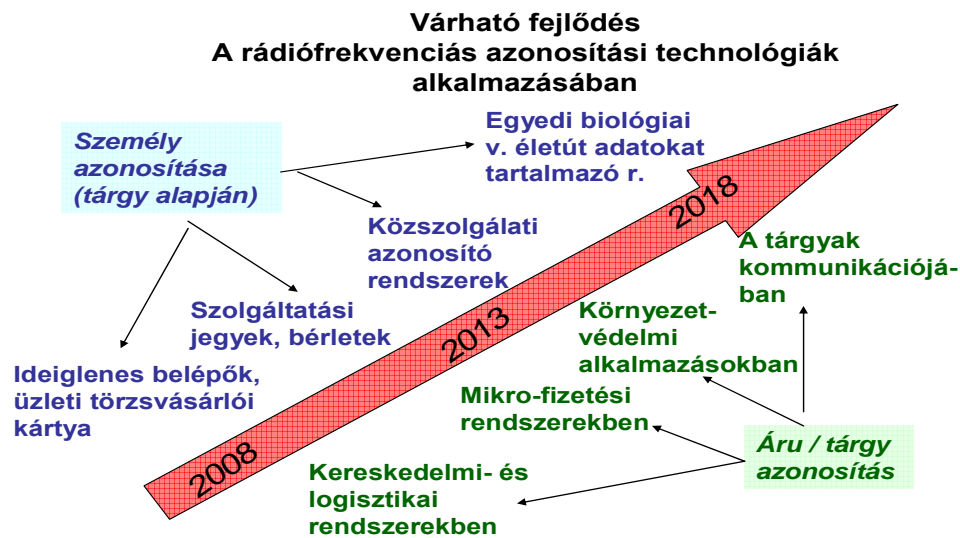 Várható fejlődés
A rádiófrekvenciás azonosítási technológiák
alkalmazásában
Személy
azonosítása
(tárgy alapján)
Egyedi biológiai
v. életút adatokat
tartalmazó r.
Közszolgálati
azonosító
rendszerek
Szolgáltatási
jegyek, bérletek
Ideiglenes belépők,
üzleti törzsvásárlói
kártya
2008
2013
2018
A tárgyak
kommunikációjá-
ban
Környezet-
védelmi
alkalmazásokban
Mikro-fizetési
rendszerekben
Kereskedelmi- és
logisztikai
rendszerekben
Áru / tárgy
azonosítás